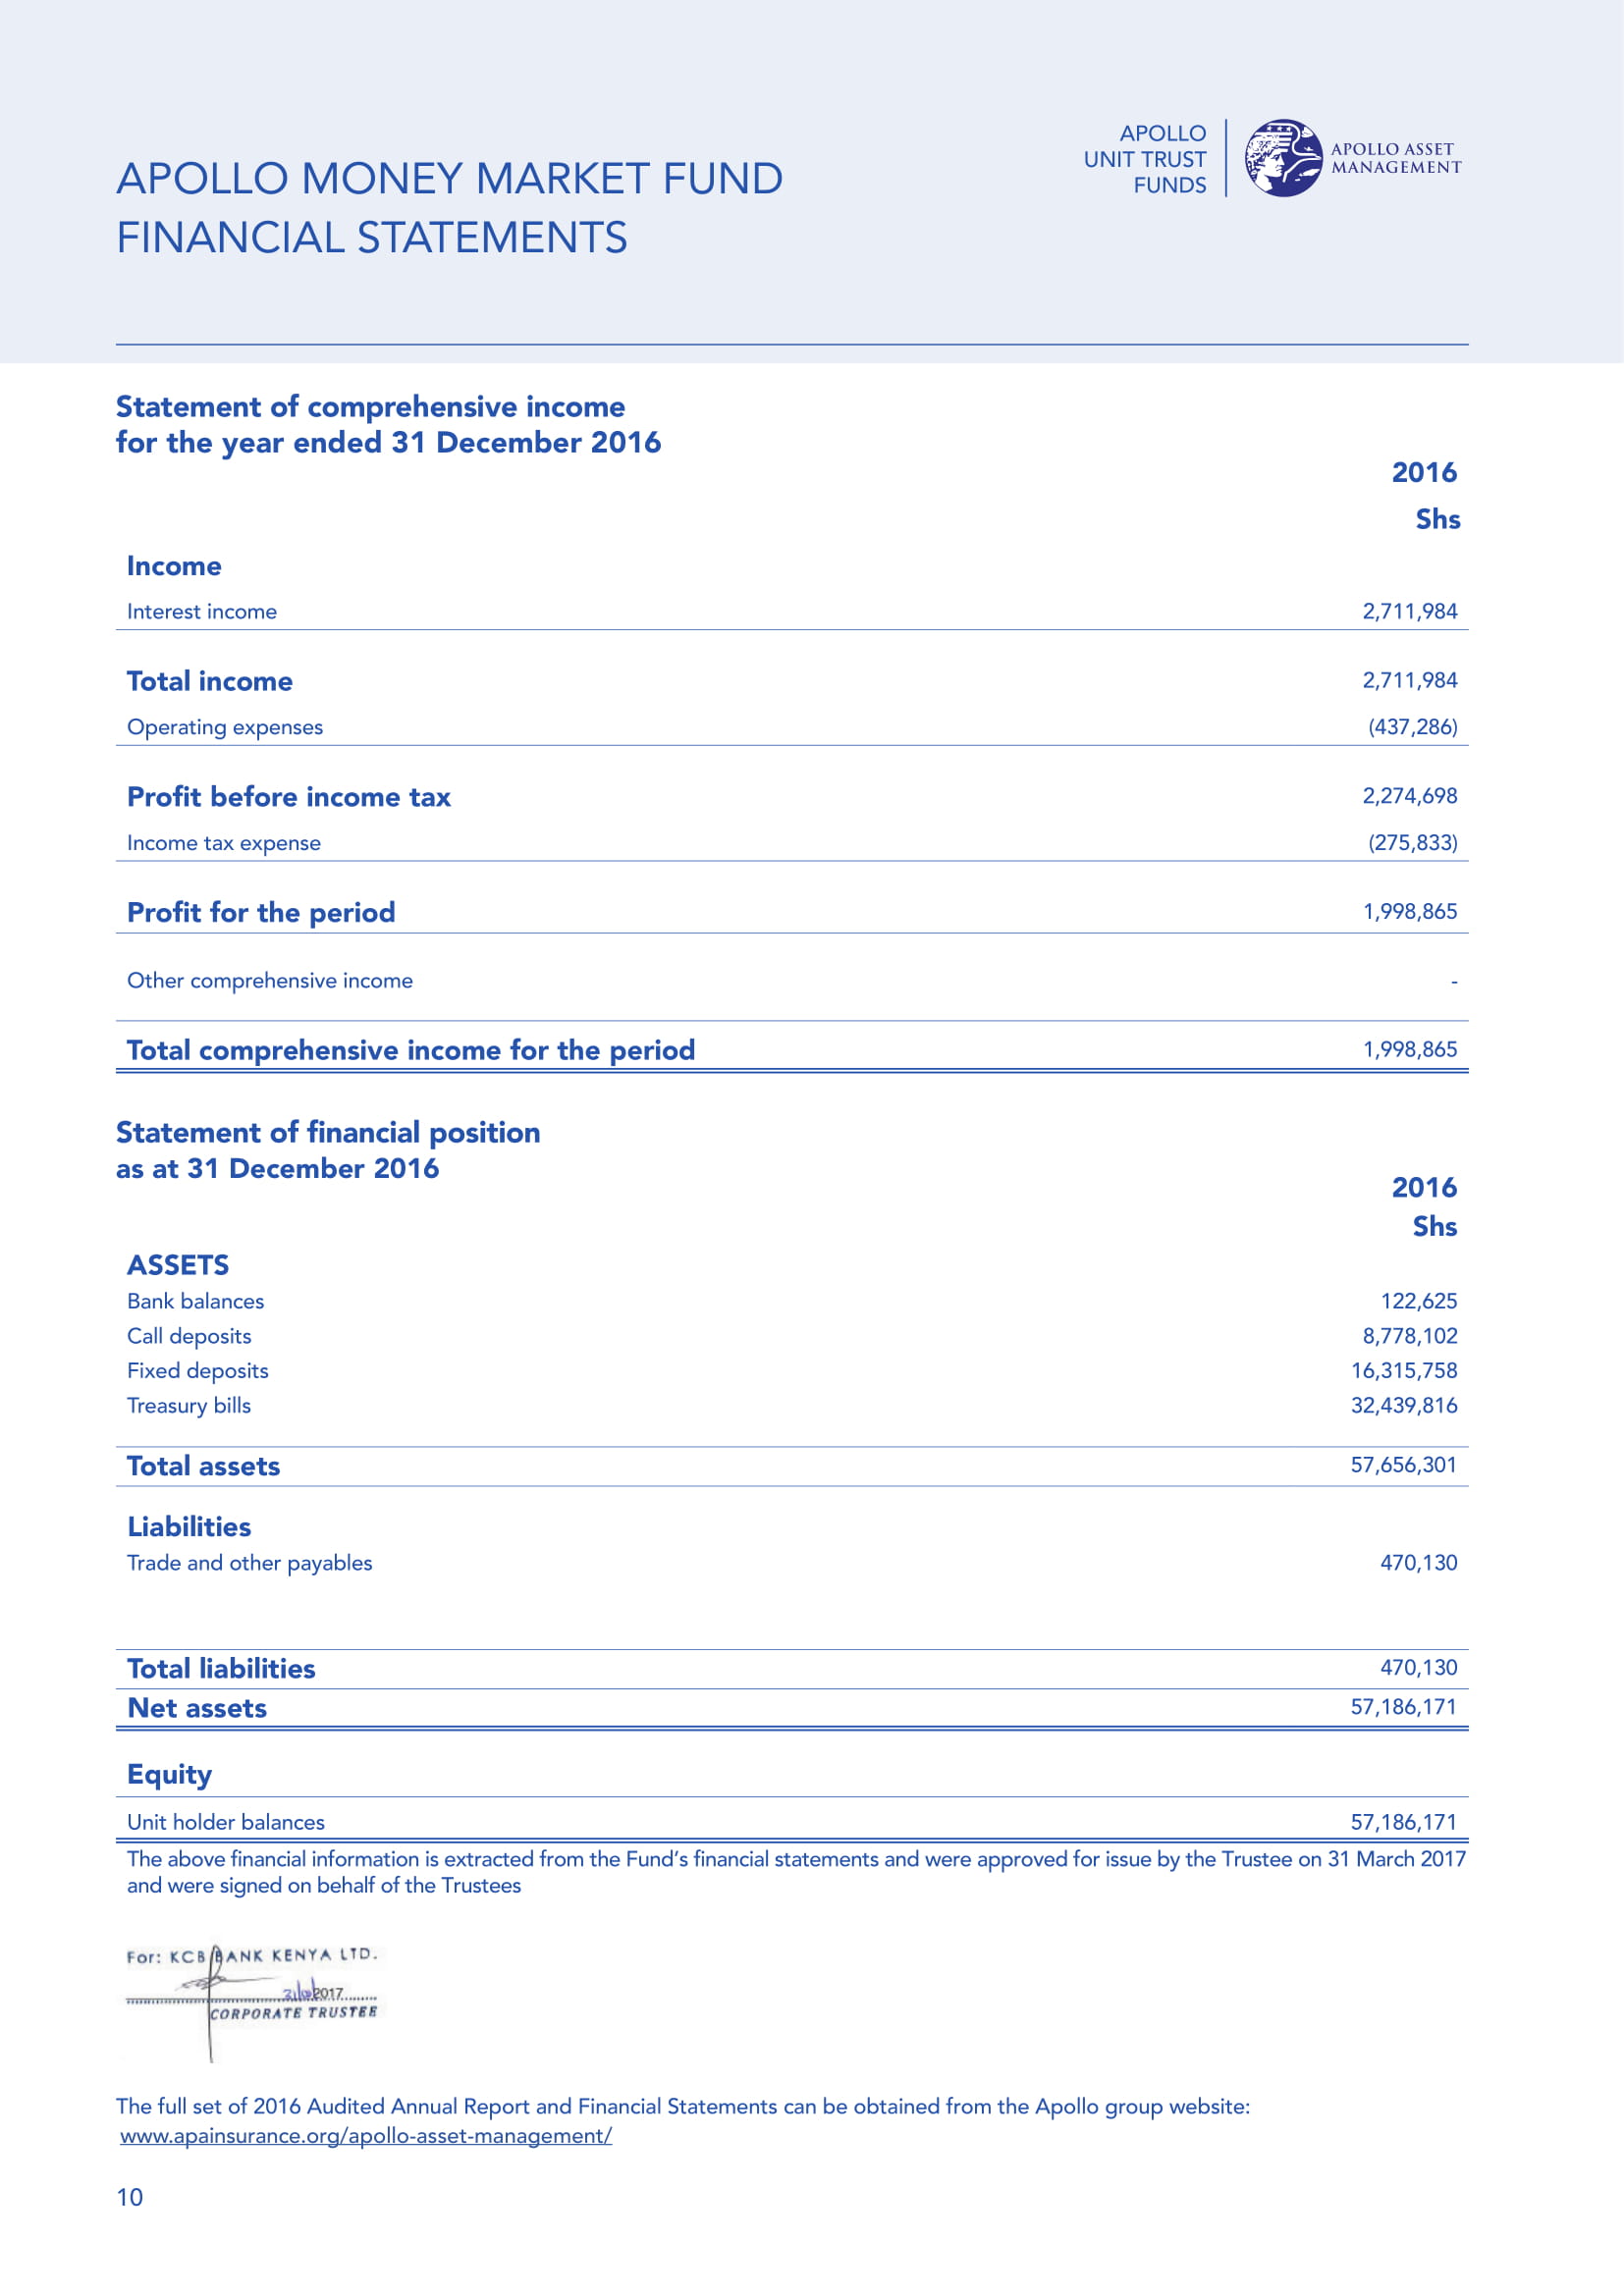 APOLLO MONEY MARKET FUND
FINANCIAL STATEMENTS
APOLLO
UNIT TRUST
FUNDS
APOLLO ASSET
MANAGEMENT
Statement of comprehensive income
for the year ended 31 December 2016
2016
Shs
Income
Interest income 2,711,984
Total income 2,711,984
Operating expenses (437,286)
Profit before income tax 2,274,698
Income tax expense (275,833)
Profit for the period 1,998,865
Other comprehensive income -
Total comprehensive income for the period 1,998,865
Statement of financial position
as at 31 December 2016
2016
Shs
ASSETS
Bank balances 122,625
Call deposits 8,778,102
Fixed deposits 16,315,758
Treasury bills 32,439,816
Total assets 57,656,301
Liabilities
Trade and other payables 470,130
Total liabilities 470,130
Net assets 57,186,171
Equity
Unit holder balances 57,186,171
The above financial information is extracted from the Fund's financial statements and were approved for issue by the Trustee on 31 March 2017
and were signed on behalf of the Trustees
For: KCB BANK KENYA LTD.
2017
CORPORATE TRUSTEE
The full set of 2016 Audited Annual Report and Financial Statements can be obtained from the Apollo group website:
www.apainsurance.org/apollo-asset-management/
10